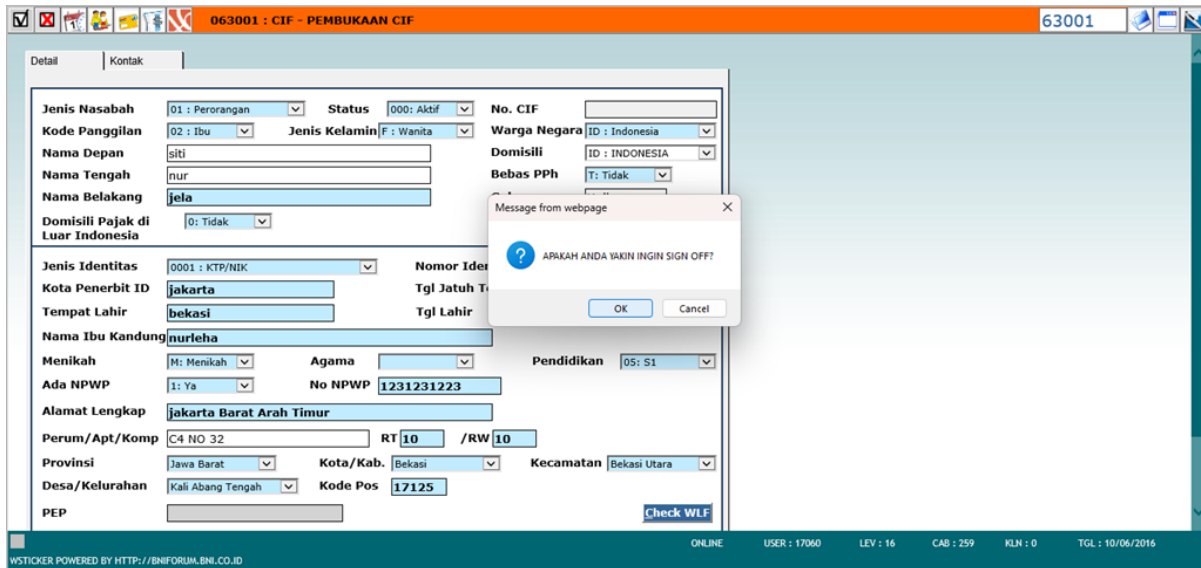 063001 : CIF - PEMBUKAAN CIF 63001
Detail Kontak
Jenis Nasabah 01 : Perorangan Status 000: Aktif No. CIF
Kode Panggilan 02 : Ibu Jenis Kelamin F : Wanita Warga Negara ID : Indonesia
Nama Depan siti Domisili ID : INDONESIA
Nama Tengah nur Bebas PPh T: Tidak
Nama Belakang jela
Message from webpage
Domisili Pajak di 0: Tidak
Luar Indonesia
APAKAH ANDA YAKIN INGIN SIGN OFF?
Jenis Identitas 0001 : KTP/NIK Nomor Iden
Kota Penerbit ID jakarta Tgl Jatuh T
OK Cancel
Tempat Lahir bekasi Tgl Lahir
Nama Ibu Kandung nurleha
Menikah M: Menikah Agama Pendidikan 05: S1
Ada NPWP 1: Ya No NPWP 1231231223
Alamat Lengkap jakarta Barat Arah Timur
Perum/Apt/Komp C4 NO 32 RT 10 /RW 10
Provinsi Jawa Barat Kota/Kab. Bekasi Kecamatan Bekasi Utara
Desa/Kelurahan Kali Abang Tengah Kode Pos 17125
PEP Check WLF
ONLINE USER : 17060 LEV : 16 CAB : 259 KLN : 0 TGL : 10/06/2016
WSTICKER POWERED BY HTTP://BNIFORUM.BNI.CO.ID